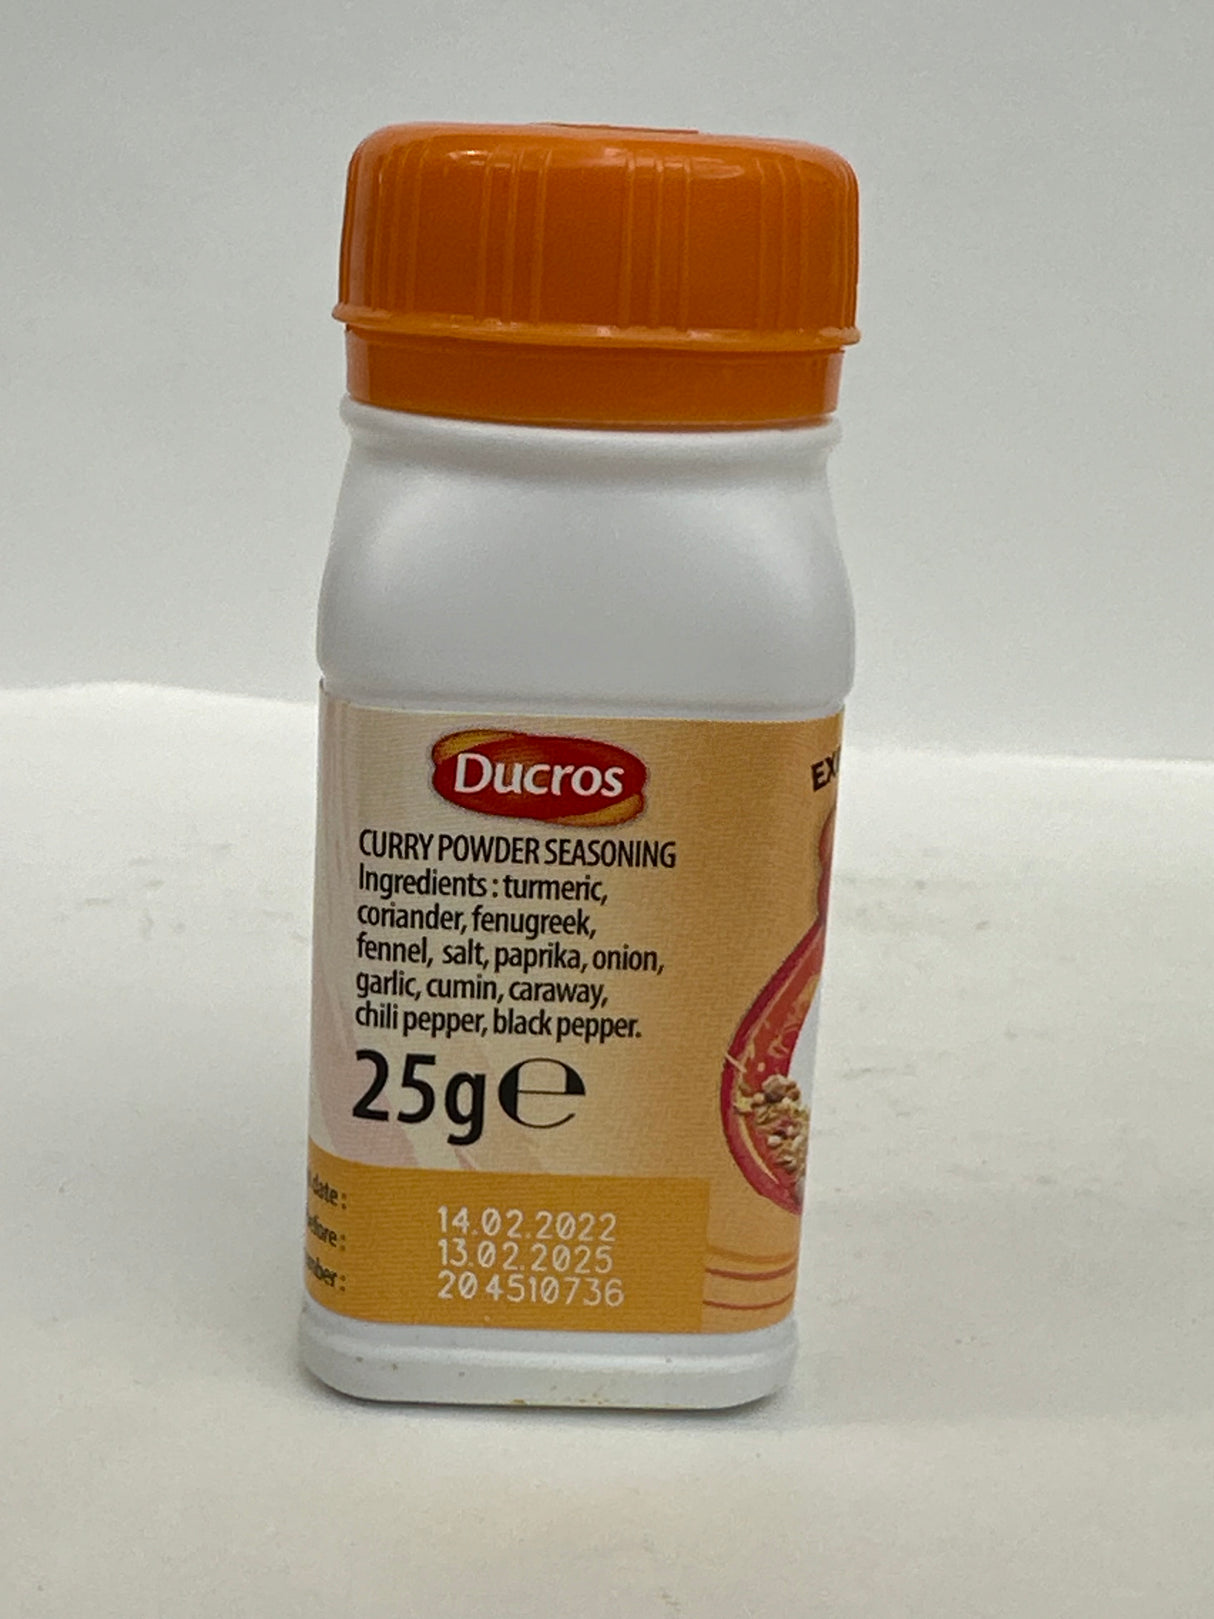 Ducros
CURRY POWDER SEASONING
Ingredients : turmeric,
coriander, fenugreek,
fennel, salt, paprika, onion,
garlic, cumin, caraway,
chili pepper, black pepper.
25g ℮
date :
14.02.2022
13.02.2025
204510736